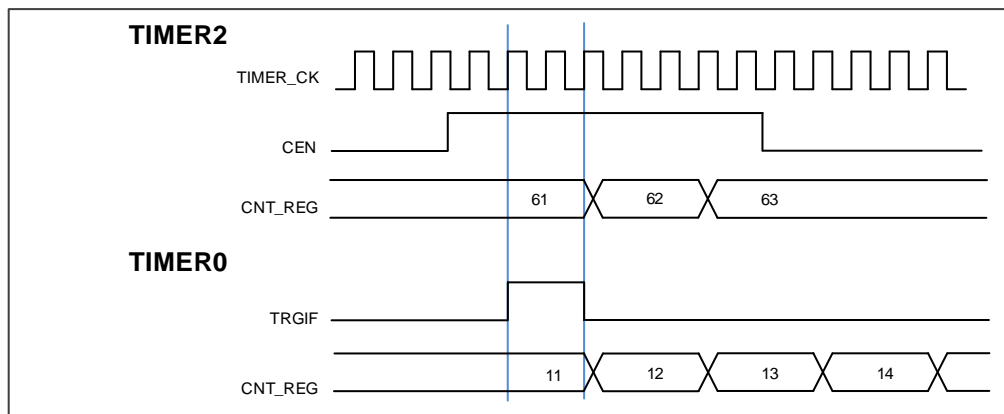 TIMER2
TIMER_CK
CEN
CNT_REG 61 62 63
TIMER0
TRGIF
CNT_REG 11 12 13 14